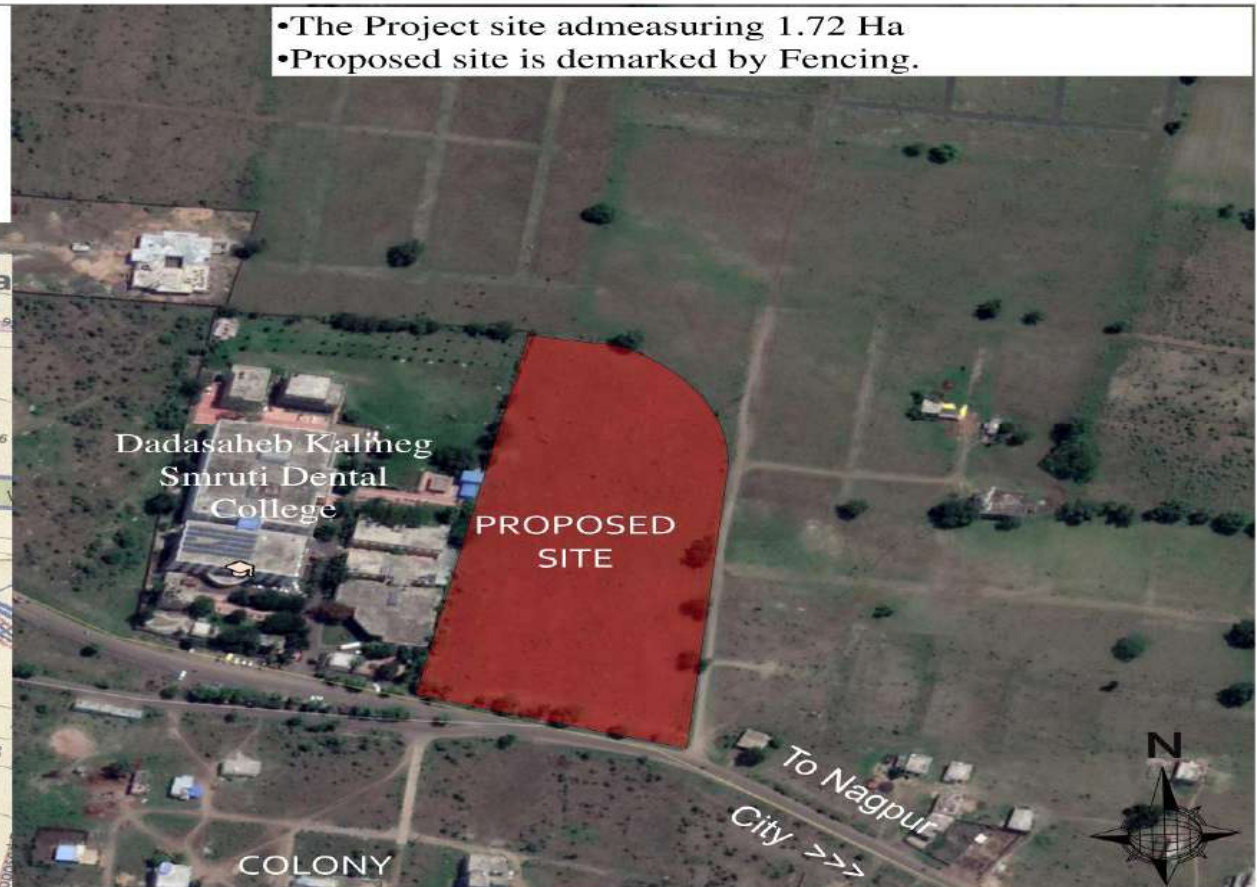 •The Project site admeasuring 1.72 Ha
•Proposed site is demarked by Fencing.
Dadasaheb Kalmeg
Smruti Dental
College
PROPOSED
SITE
To Nagpur
City >>>
COLONY
N